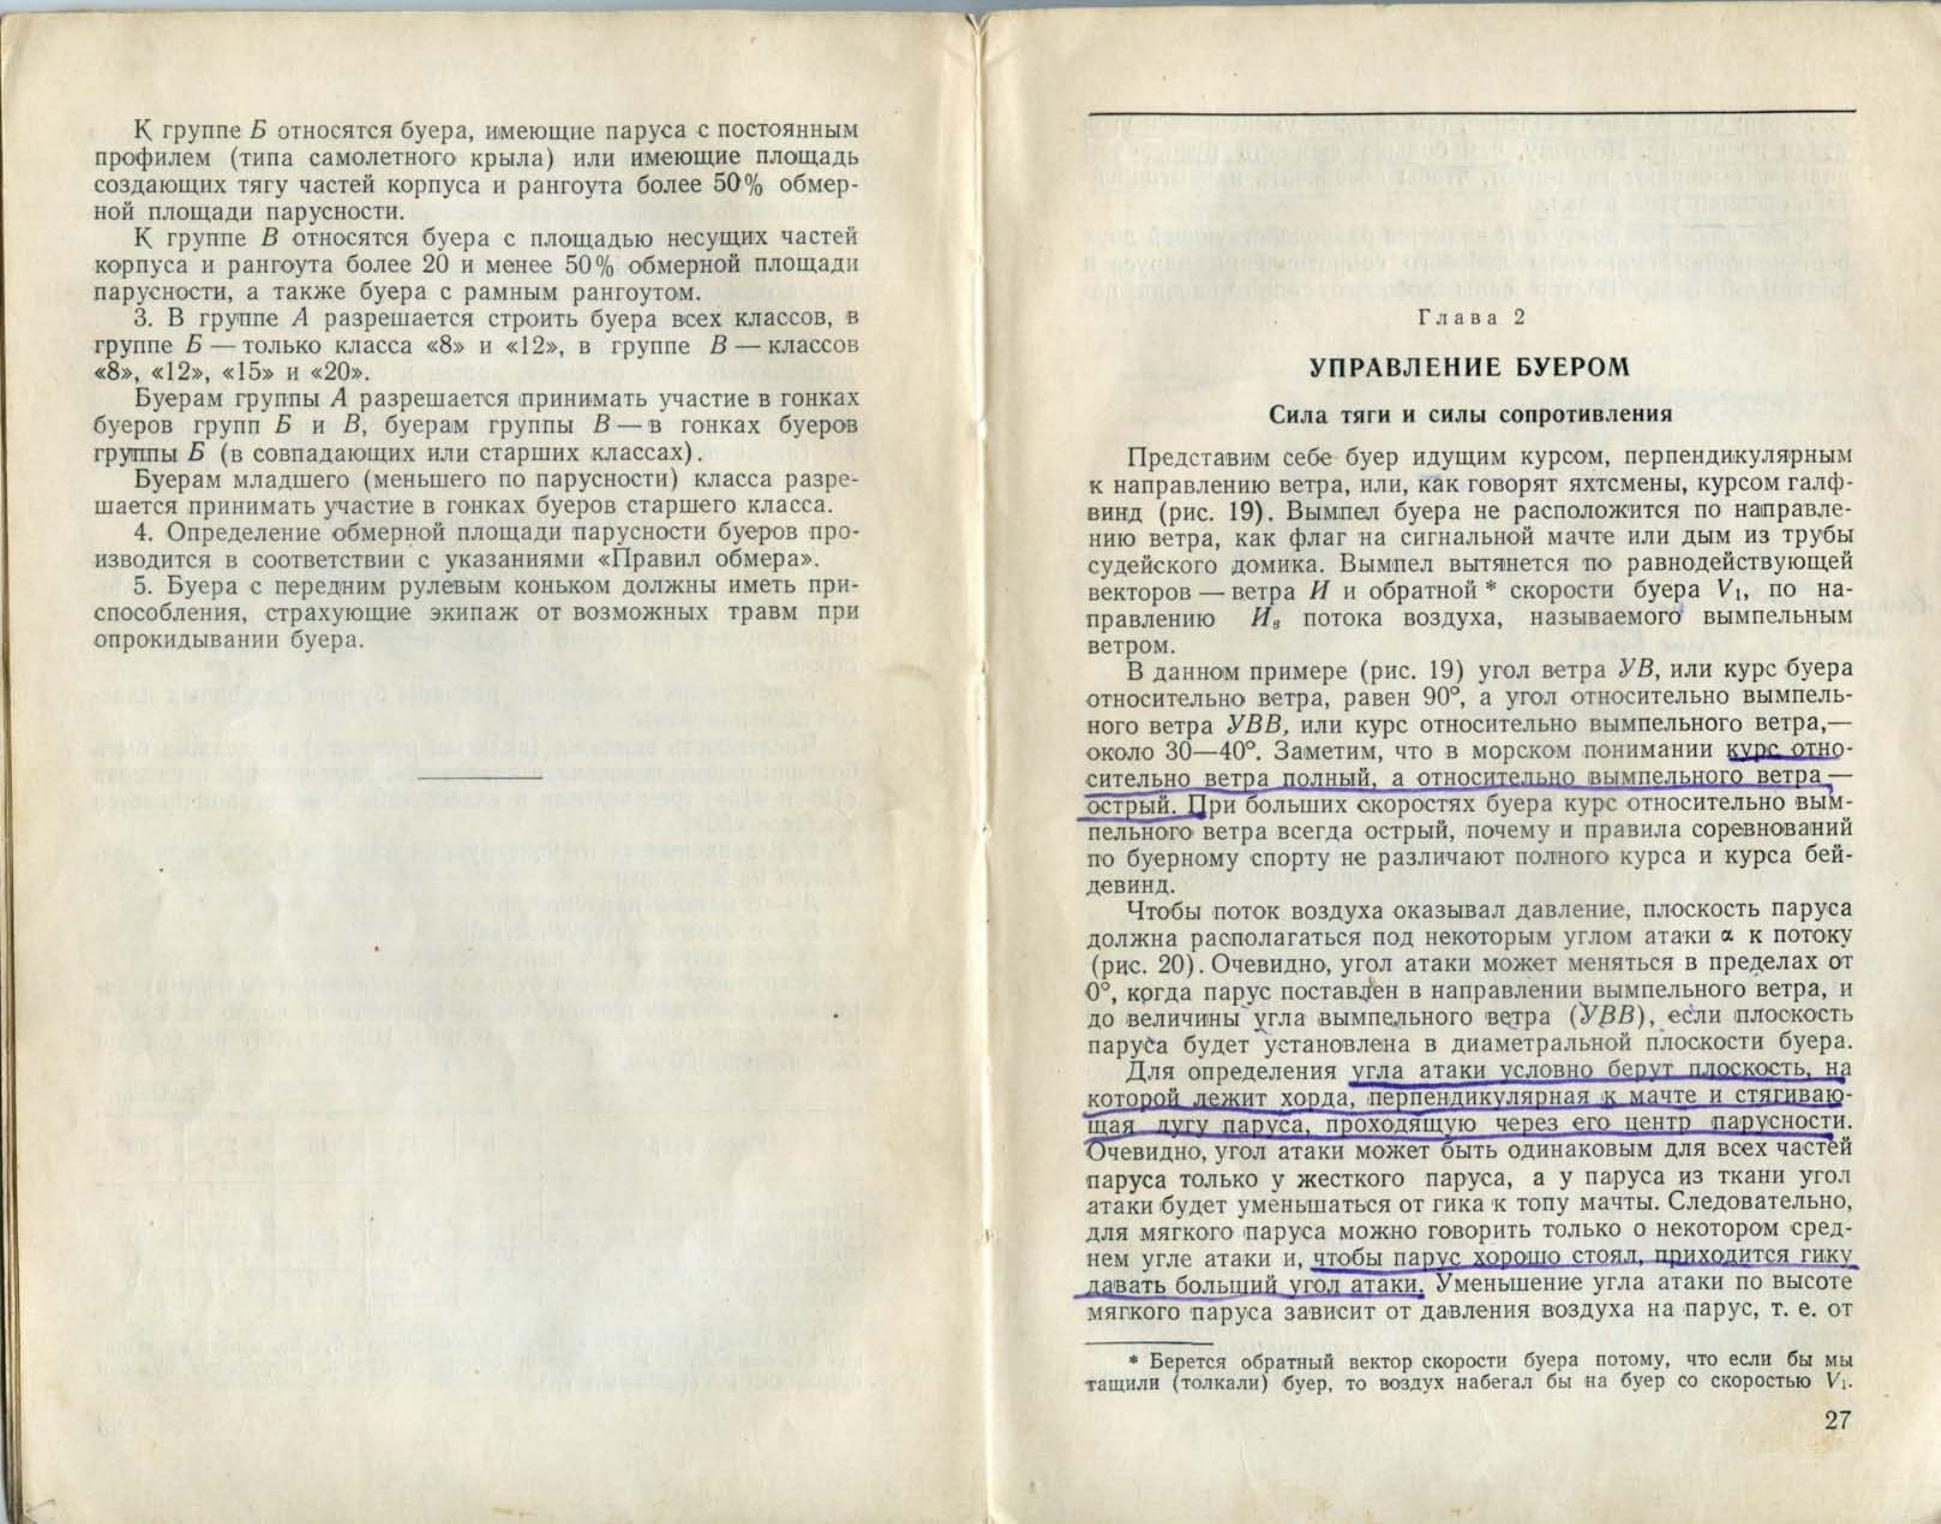 К группе Б относятся буера, имеющие паруса с постоянным
профилем (типа самолетного крыла) или имеющие площадь
создающих тягу частей корпуса и рангоута более 50% обмер-
ной площади парусности.
К группе В относятся буера с площадью несущих частей
корпуса и рангоута более 20 и менее 50% обмерной площади
парусности, а также буера с рамным рангоутом.
3. В группе А разрешается строить буера всех классов, в
группе Б — только класса «8» и «12», в группе В — классов
«8», «12», «15» и «20».
Буерам группы А разрешается принимать участие в гонках
буеров групп Б и В, буерам группы В — в гонках буеров
группы Б (в совпадающих или старших классах).
Буерам младшего (меньшего по парусности) класса разре-
шается принимать участие в гонках буеров старшего класса.
4. Определение обмерной площади парусности буеров про-
изводится в соответствии с указаниями «Правил обмера».
5. Буера с передним рулевым коньком должны иметь при-
способления, страхующие экипаж от возможных травм при
опрокидывании буера.
Глава 2
УПРАВЛЕНИЕ БУЕРОМ
Сила тяги и силы сопротивления
Представим себе буер идущим курсом, перпендикулярным
к направлению ветра, или, как говорят яхтсмены, курсом галф-
винд (рис. 19). Вымпел буера не расположится по направле-
нию ветра, как флаг на сигнальной мачте или дым из трубы
судейского домика. Вымпел вытянется по равнодействующей
векторов — ветра И и обратной * скорости буера V₁, по на-
правлению Ив потока воздуха, называемого вымпельным
ветром.
В данном примере (рис. 19) угол ветра УВ, или курс буера
относительно ветра, равен 90°, а угол относительно вымпель-
ного ветра УВВ, или курс относительно вымпельного ветра,—
около 30—40°. Заметим, что в морском понимании курс отно-
сительно ветра полный, а относительно вымпельного ветра —
острый. При больших скоростях буера курс относительно вым-
пельного ветра всегда острый, почему и правила соревнований
по буерному спорту не различают полного курса и курса бей-
девинд.
Чтобы поток воздуха оказывал давление, плоскость паруса
должна располагаться под некоторым углом атаки α к потоку
(рис. 20). Очевидно, угол атаки может меняться в пределах от
0°, когда парус поставлен в направлении вымпельного ветра, и
до величины угла вымпельного ветра (УВВ), если плоскость
паруса будет установлена в диаметральной плоскости буера.
Для определения угла атаки условно берут плоскость, на
которой лежит хорда, перпендикулярная к мачте и стягиваю-
щая дугу паруса, проходящую через его центр парусности.
Очевидно, угол атаки может быть одинаковым для всех частей
паруса только у жесткого паруса, а у паруса из ткани угол
атаки будет уменьшаться от гика к топу мачты. Следовательно,
для мягкого паруса можно говорить только о некотором сред-
нем угле атаки и, чтобы парус хорошо стоял, приходится гику
давать больший угол атаки. Уменьшение угла атаки по высоте
мягкого паруса зависит от давления воздуха на парус, т. е. от
* Берется обратный вектор скорости буера потому, что если бы мы
тащили (толкали) буер, то воздух набегал бы на буер со скоростью V₁.
27